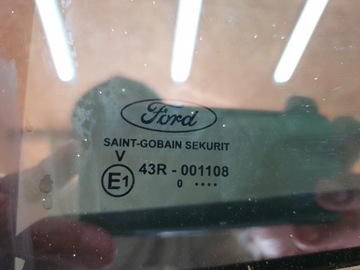 Ford
SAINT-GOBAIN SEKURIT
V
E1 43R - 001108
0 ••••